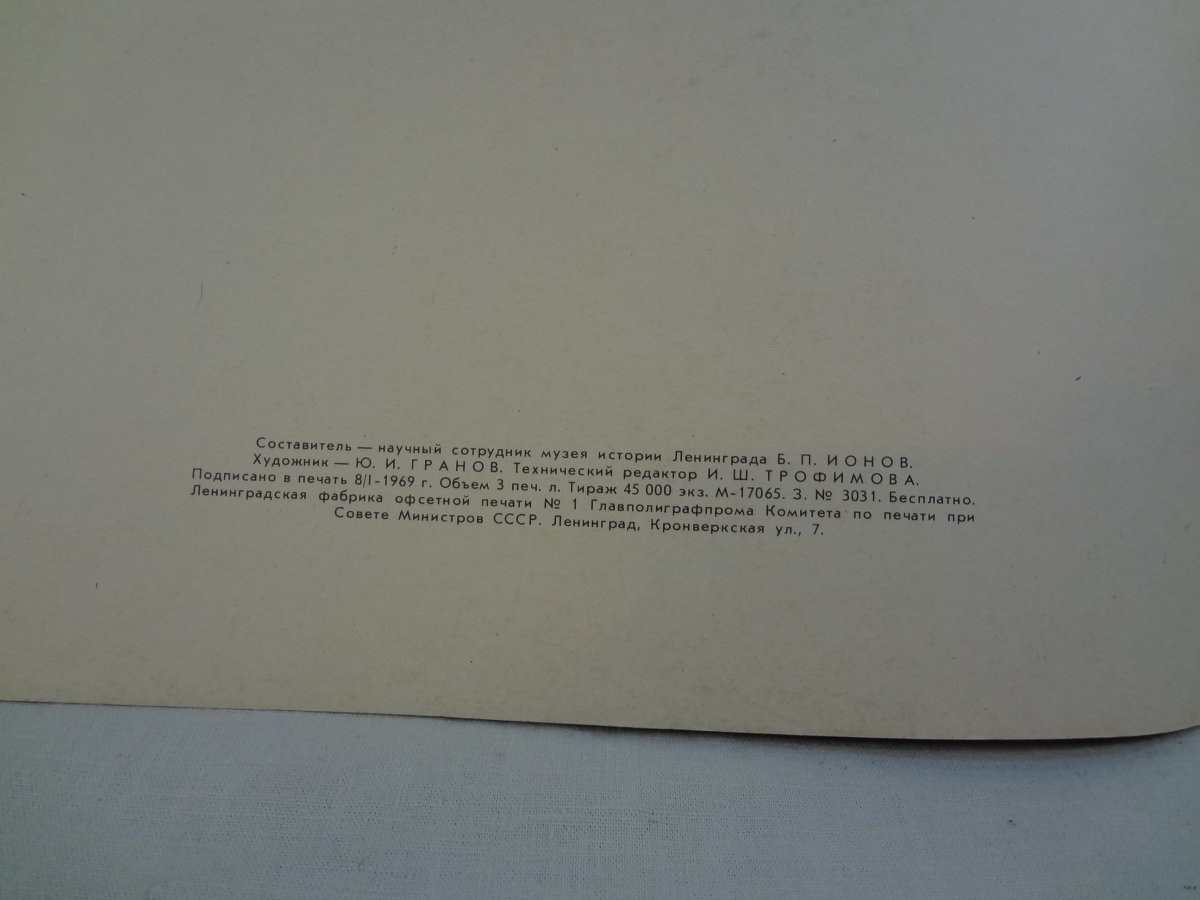 Составитель — научный сотрудник музея истории Ленинграда Б. П. ИОНОВ.
Художник — Ю. И. ГРАНОВ. Технический редактор И. Ш. ТРОФИМОВА.
Подписано в печать 8/I-1969 г. Объем 3 печ. л. Тираж 45 000 экз. М-17065. З. № 3031. Бесплатно.
Ленинградская фабрика офсетной печати № 1 Главполиграфпрома Комитета по печати при
Совете Министров СССР. Ленинград, Кронверкская ул., 7.